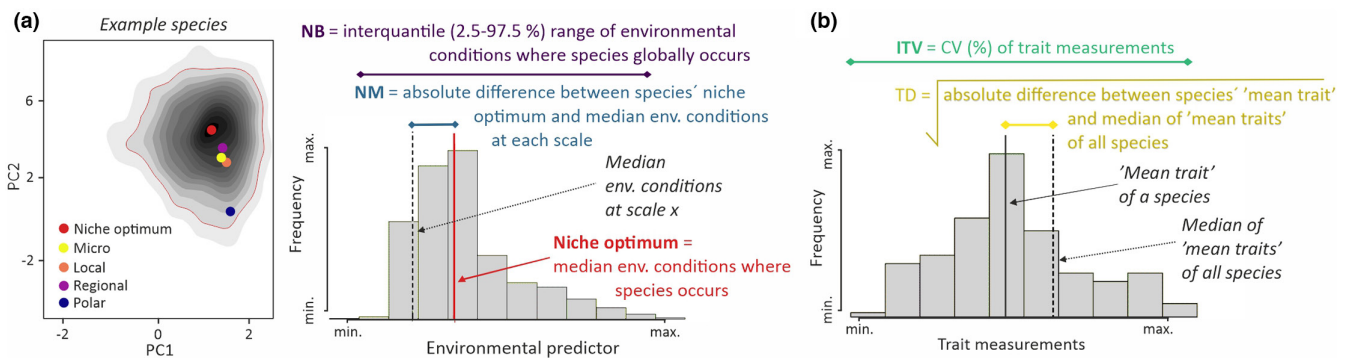 (a)
Example species
PC2
6
2
-2
Niche optimum
Micro
Local
Regional
Polar
-2
0
2
PC1
NB = interquantile (2.5-97.5 %) range of environmental
conditions where species globally occurs
NM = absolute difference between species´ niche
optimum and median env. conditions
at each scale
Median
env. conditions
at scale x
Niche optimum =
median env. conditions where
species occurs
max.
Frequency
min.
min.
max.
Environmental predictor
(b)
ITV = CV (%) of trait measurements
TD = √absolute difference between species´ ’mean trait’
and median of ’mean traits’
of all species
’Mean trait’
of a species
Median of
’mean traits’
of all species
max.
Frequency
min.
min.
max.
Trait measurements